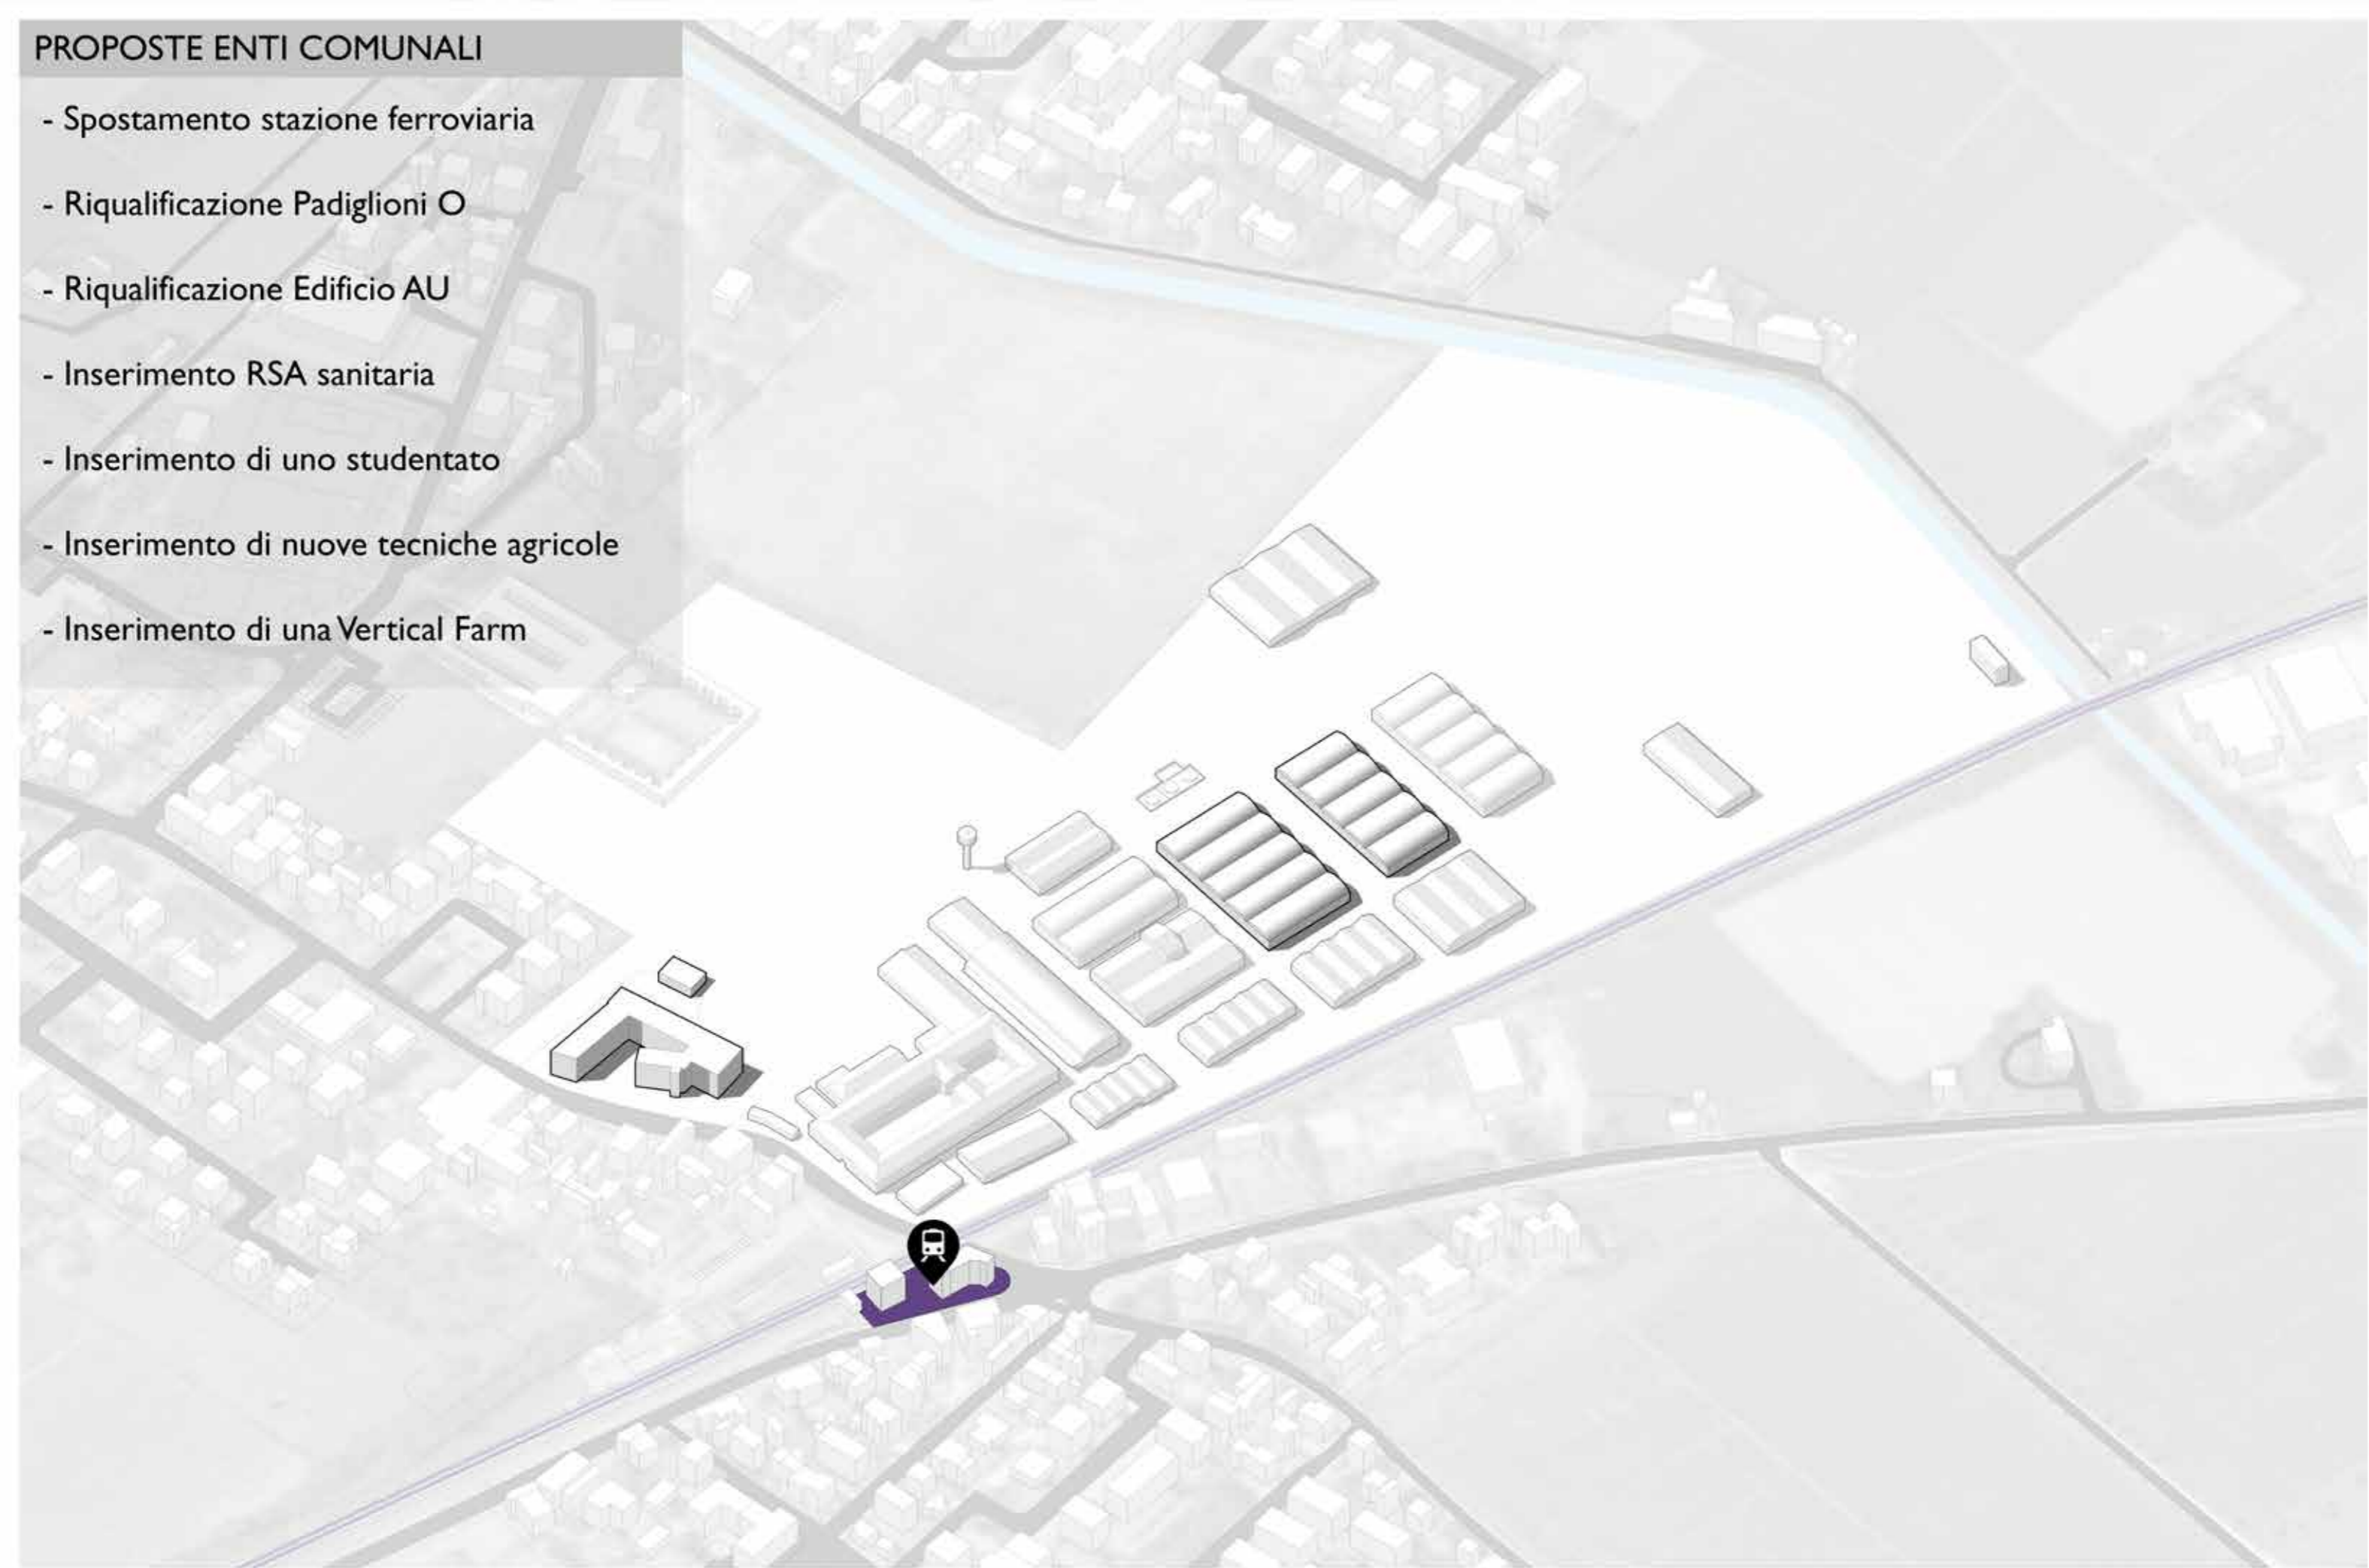 PROPOSTE ENTI COMUNALI
- Spostamento stazione ferroviaria
- Riqualificazione Padiglioni O
- Riqualificazione Edificio AU
- Inserimento RSA sanitaria
- Inserimento di uno studentato
- Inserimento di nuove tecniche agricole
- Inserimento di una Vertical Farm